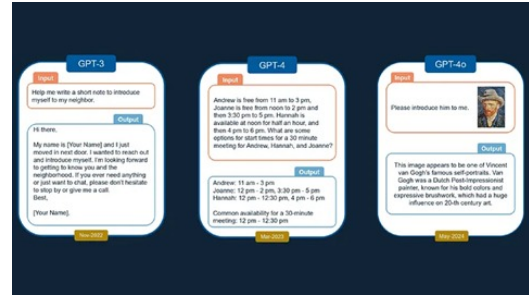 GPT-3
Input
Help me write a short note to introduce
myself to my neighbor.
Output
Hi there,
My name is [Your Name] and I just
moved in next door. I wanted to reach out
and introduce myself. I'm looking forward
to getting to know you and the
neighborhood. If you ever need anything
or just want to chat, please don't hesitate
to stop by or give me a call.
Best,
[Your Name].
Nov-2022
GPT-4
Input
Andrew is free from 11 am to 3 pm,
Joanne is free from noon to 2 pm and
then 3:30 pm to 5 pm. Hannah is
available at noon for half an hour, and
then 4 pm to 6 pm. What are some
options for start times for a 30 minute
meeting for Andrew, Hannah, and Joanne?
Output
Andrew: 11 am - 3 pm
Joanne: 12 pm - 2 pm, 3:30 pm - 5 pm
Hannah: 12 pm - 12:30 pm, 4 pm - 6 pm
Common availability for a 30-minute
meeting: 12 pm - 12:30 pm
Mar-2023
GPT-4o
Input
Please introduce him to me.
Output
This image appears to be one of Vincent
van Gogh's famous self-portraits. Van
Gogh was a Dutch Post-Impressionist
painter, known for his bold colors and
expressive brushwork, which had a huge
influence on 20-th century art.
May-2024